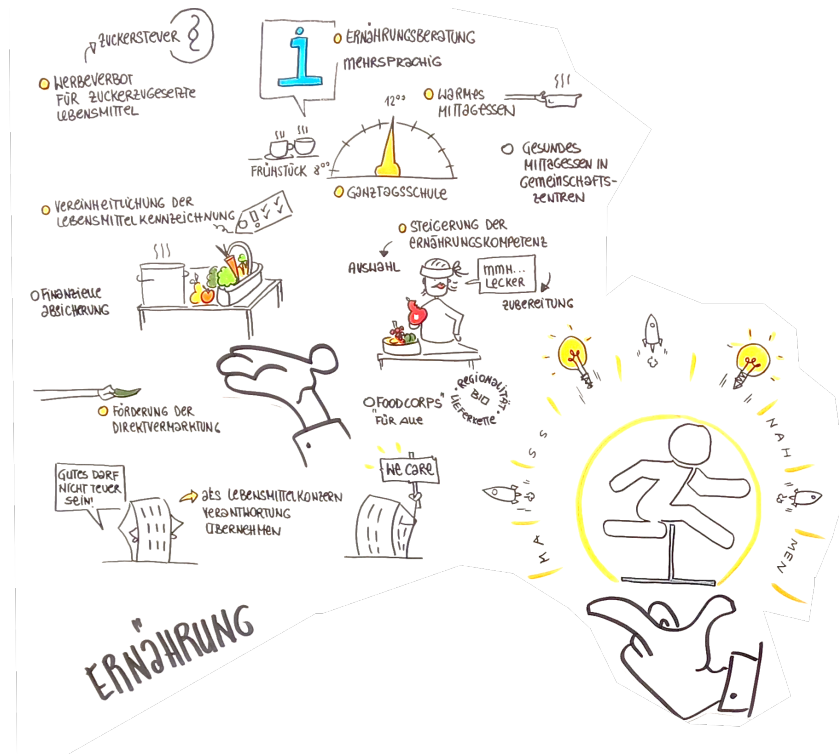 ZUCKERSTEUER §
WERBEVERBOT
FÜR ZUCKERZUGESETZTE
LEBENSMITTEL
i
ERNÄHRUNGSBERATUNG
MEHRSPRACHIG
WARMES
MITTAGESSEN
12⁰⁰
FRÜHSTÜCK 8⁰⁰
GANZTAGSSCHULE
GESUNDES
MITTAGESSEN IN
GEMEINSCHAFTS-
ZENTREN
VEREINHEITLICHUNG DER
LEBENSMITTELKENNZEICHNUNG
!
STEIGERUNG DER
ERNÄHRUNGSKOMPETENZ
AUSWAHL
MMH...
LECKER
ZUBEREITUNG
FINANZIELLE
ABSICHERUNG
FÖRDERUNG DER
DIREKTVERMARKTUNG
"FOODCORPS"
FÜR ALLE
REGIONALITÄT
BIO
LIEFERKETTE
GUTES DARF
NICHT TEUER
SEIN!
ALS LEBENSMITTELKONZERN
VERANTWORTUNG
ÜBERNEHMEN
WE CARE
MASSNAHMEN
ERNÄHRUNG